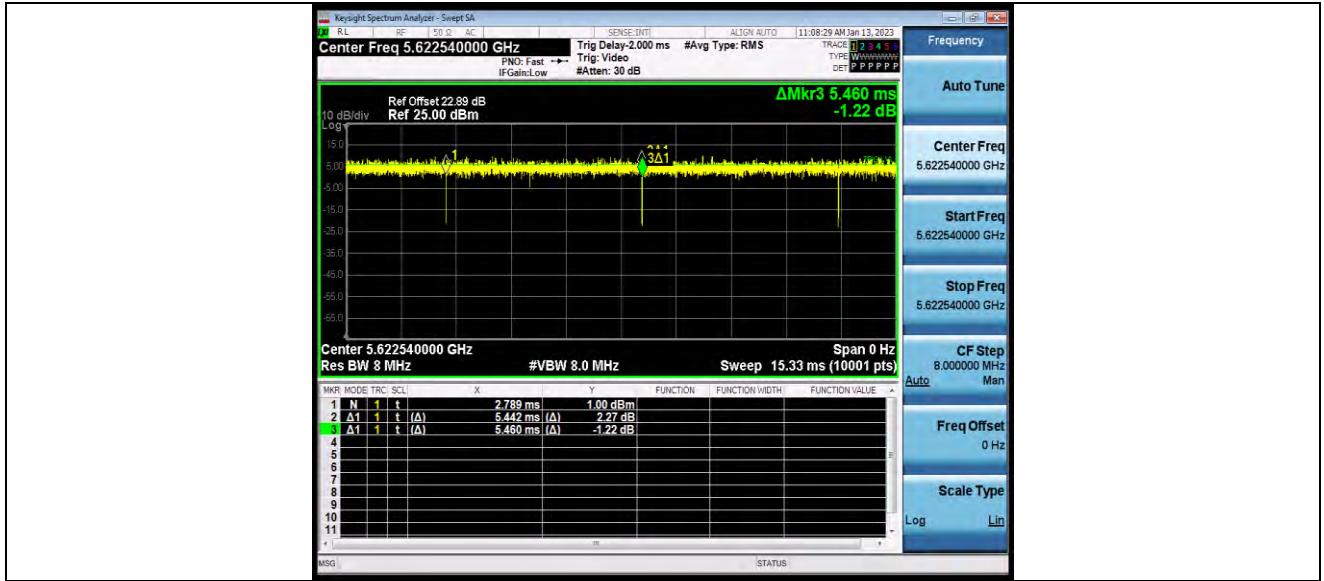 Keysight Spectrum Analyzer - Swept SA
RL RF 50 Ω AC SENSE:INT ALIGN AUTO 11:08:29 AM Jan 13, 2023
Center Freq 5.622540000 GHz
PNO: Fast
IFGain:Low
Trig Delay-2.000 ms
Trig: Video
#Atten: 30 dB
#Avg Type: RMS
TRACE 1 2 3 4 5 6
TYPE
DET P P P P P P
ΔMkr3 5.460 ms
-1.22 dB
Ref Offset 22.89 dB
10 dB/div Ref 25.00 dBm
Log
15.0
5.00
-5.00
-15.0
-25.0
-35.0
-45.0
-55.0
-65.0
1
3Δ1
Center 5.622540000 GHz Span 0 Hz
Res BW 8 MHz #VBW 8.0 MHz Sweep 15.33 ms (10001 pts)
MKR MODE TRC SCL X Y FUNCTION FUNCTION WIDTH FUNCTION VALUE
1 N 1 t 2.789 ms 1.00 dBm
2 Δ1 1 t (Δ) 5.442 ms (Δ) 2.27 dB
3 Δ1 1 t (Δ) 5.460 ms (Δ) -1.22 dB
4
5
6
7
8
9
10
11
MSG STATUS
Frequency
Auto Tune
Center Freq
5.622540000 GHz
Start Freq
5.622540000 GHz
Stop Freq
5.622540000 GHz
CF Step
8.000000 MHz
Auto Man
Freq Offset
0 Hz
Scale Type
Log Lin